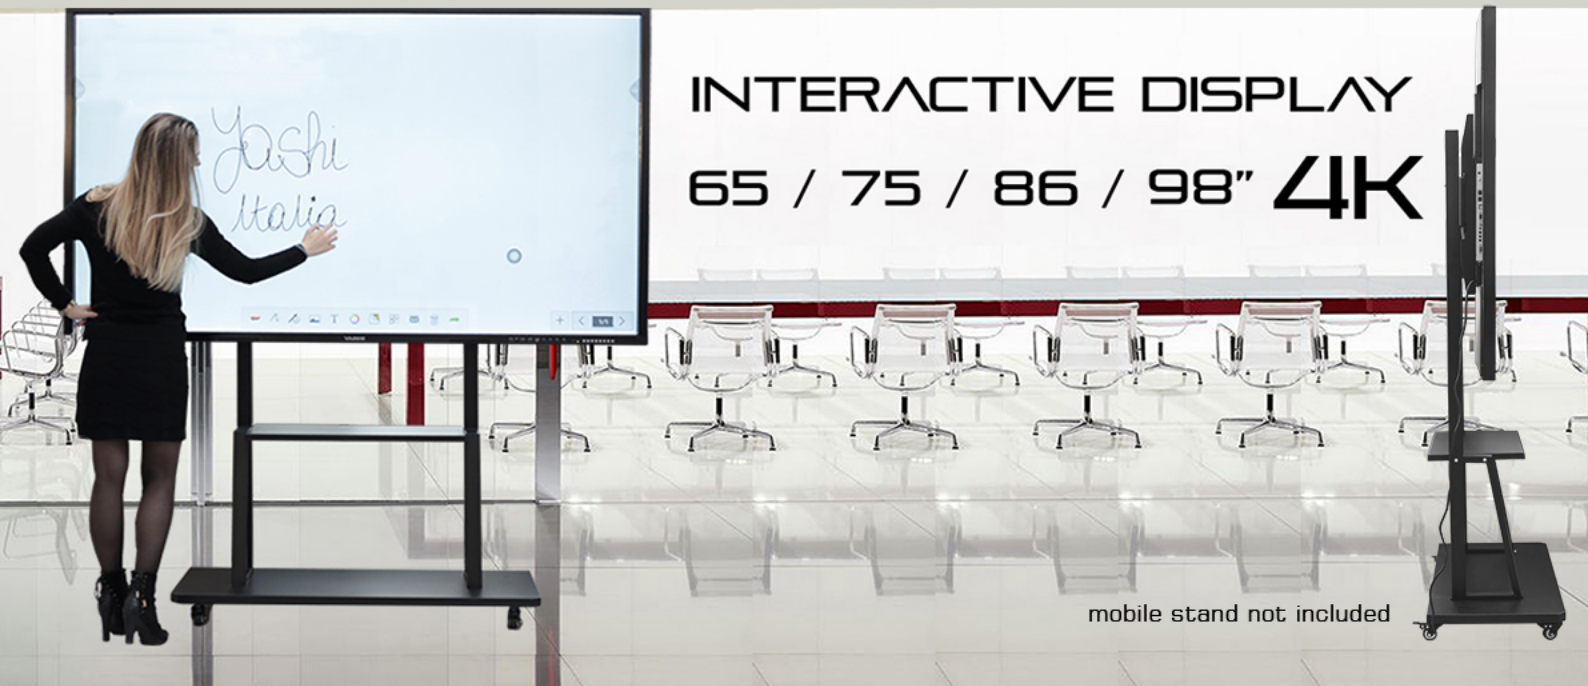 Yashi
Italia
INTERACTIVE DISPLAY
65 / 75 / 86 / 98" 4K
mobile stand not included